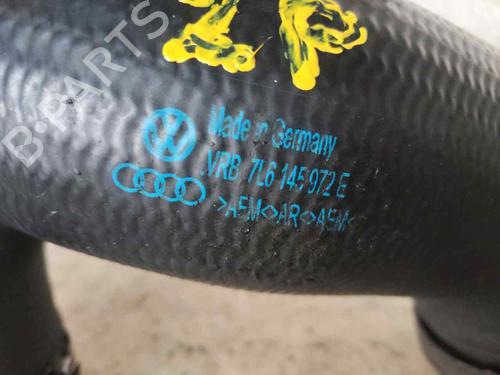 B-PARTS
Made in Germany
VRB 7L6 145 972 E
>AEM<>AR<>AEM<